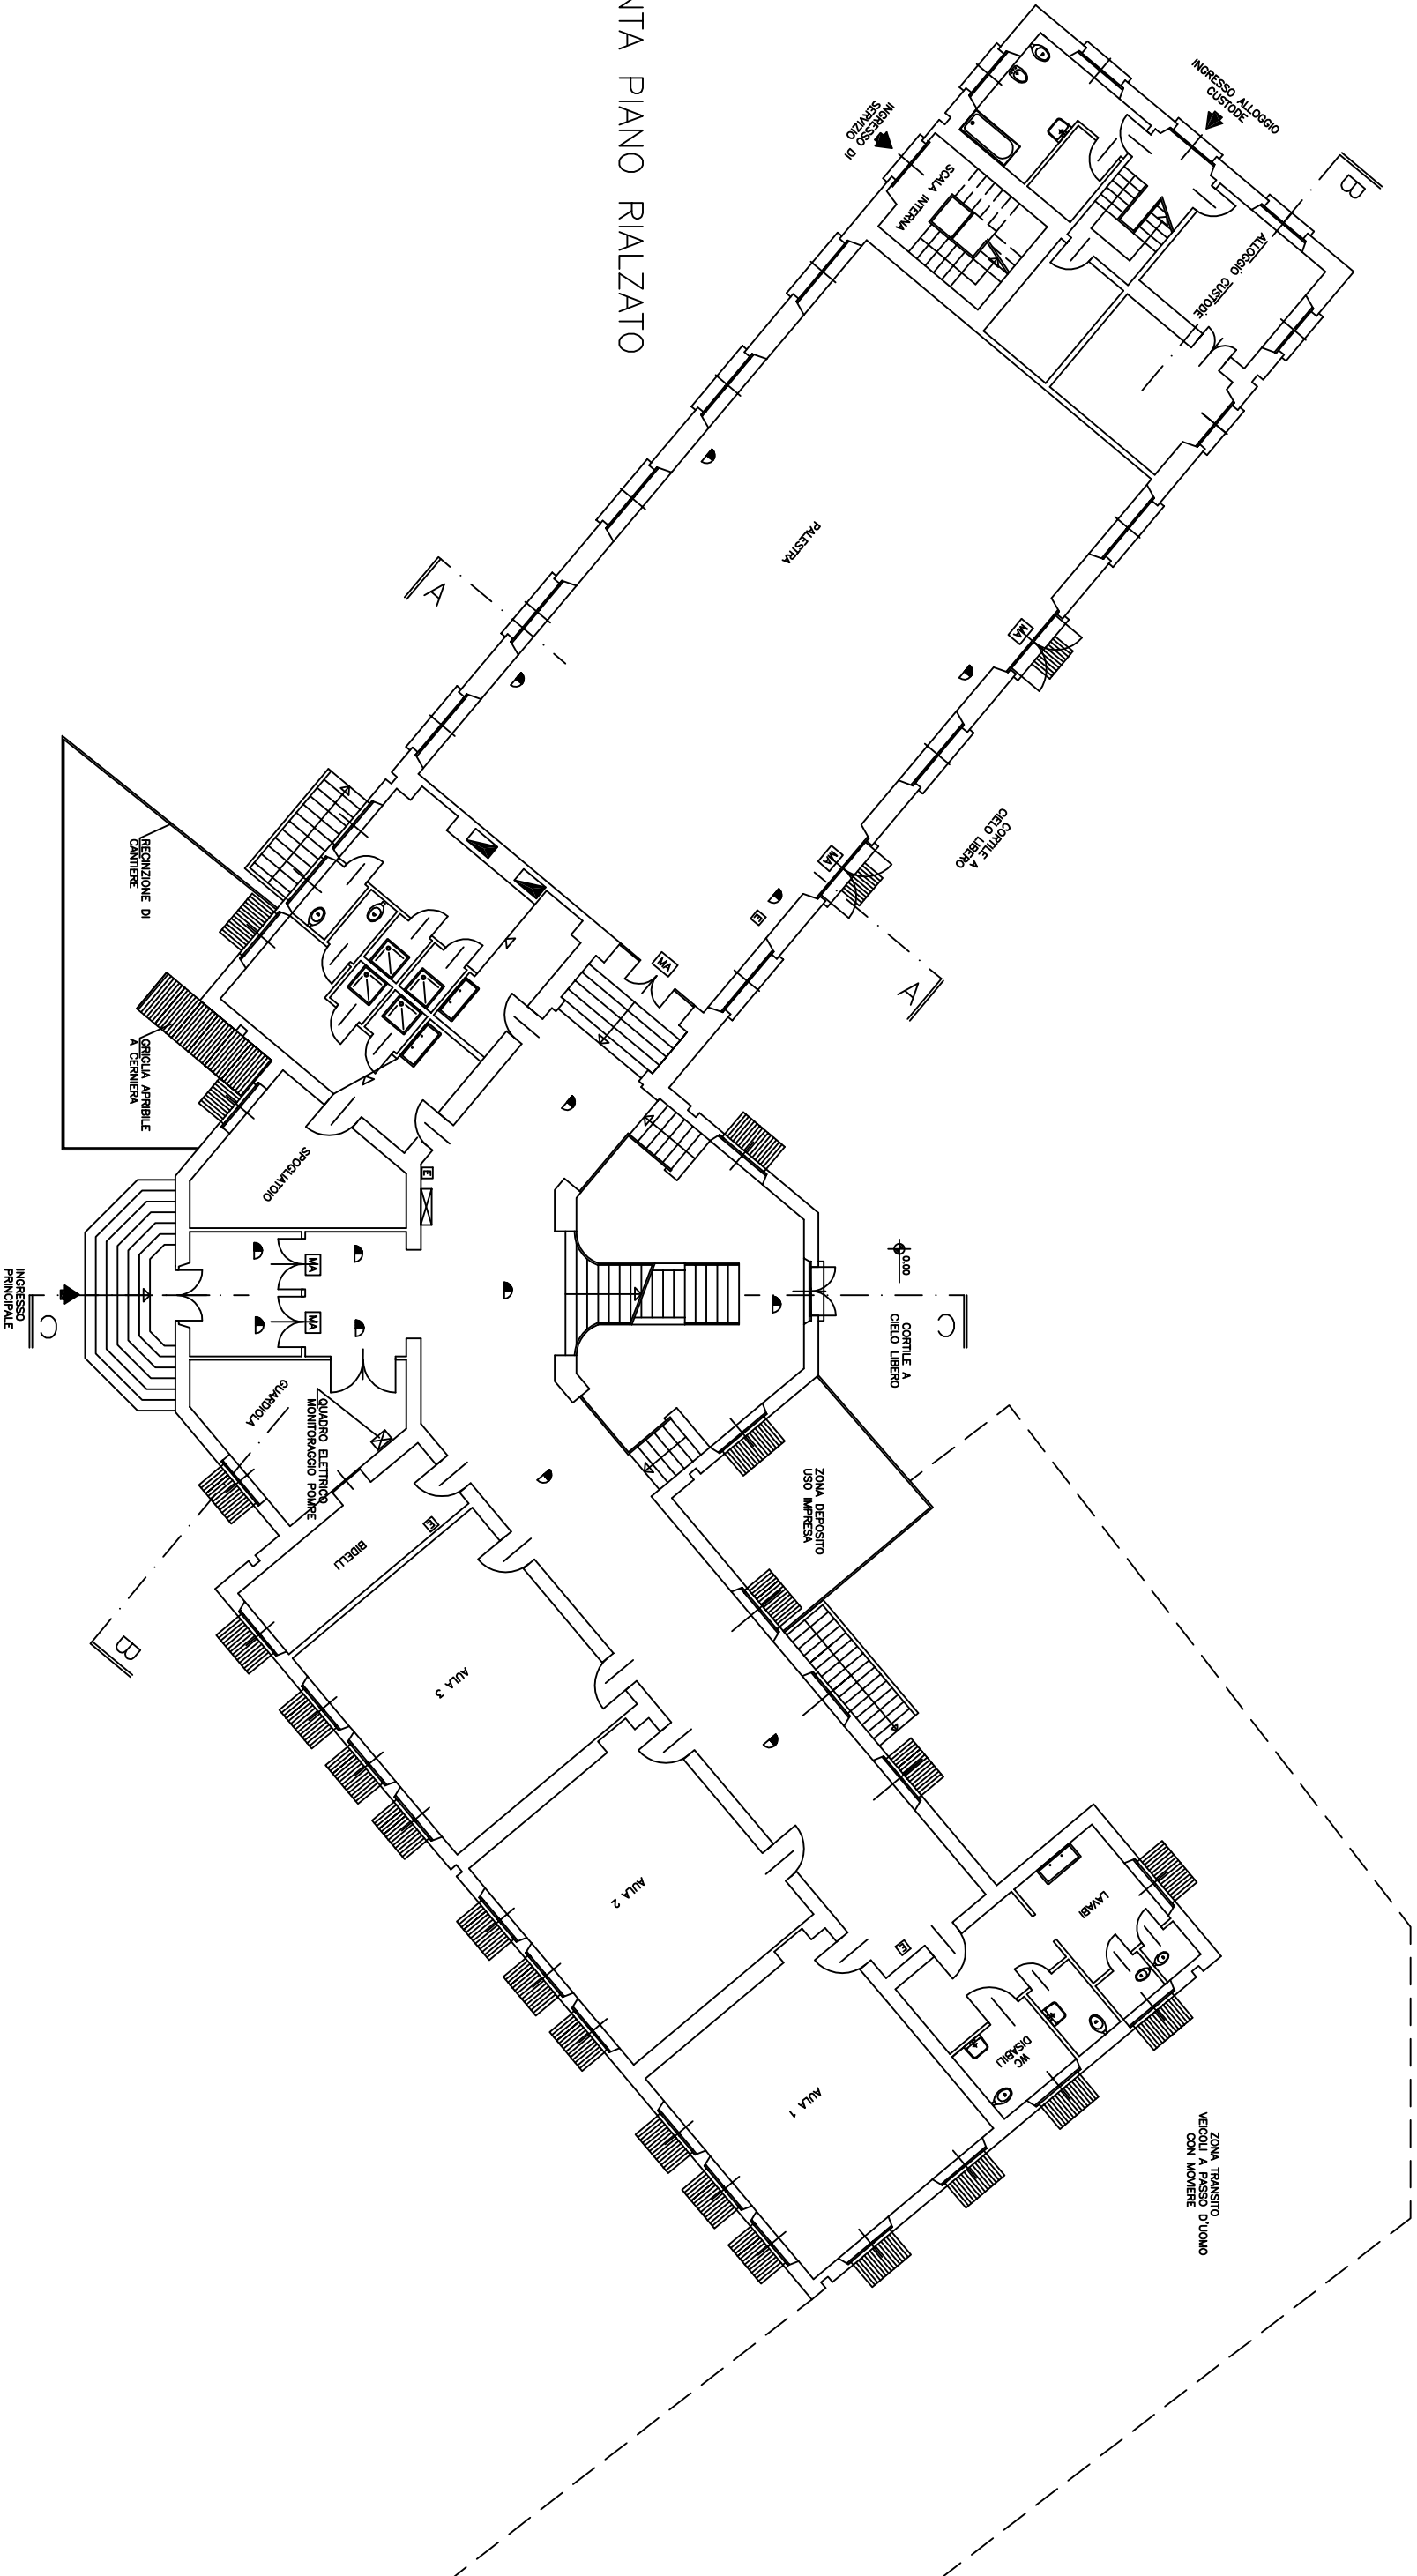 NTA PIANO RIALZATO
INGRESSO ALLOGGIO
CUSTODE
INGRESSO DI
SERVIZIO
B
SCALA INTERNA
ALLOGGIO CUSTODE
PALESTRA
A
MA
CORTILE A
CIELO LIBERO
MA
E
A
MA
RECINZIONE DI
CANTIERE
GRIGLIA APRIBILE
A CERNIERA
SPOGLIATOIO
E
MA
MA
0.00
INGRESSO
PRINCIPALE
C
C
CORTILE A
CIELO LIBERO
GUARDIOLA
QUADRO ELETTRICO
MONITORAGGIO POMPE
ZONA DEPOSITO
USO IMPRESA
BIDELLI
E
B
AULA 3
AULA 2
AULA 1
E
LAVABI
WC
DISABILI
ZONA TRANSITO
VEICOLI A PASSO D'UOMO
CON MOVIERE